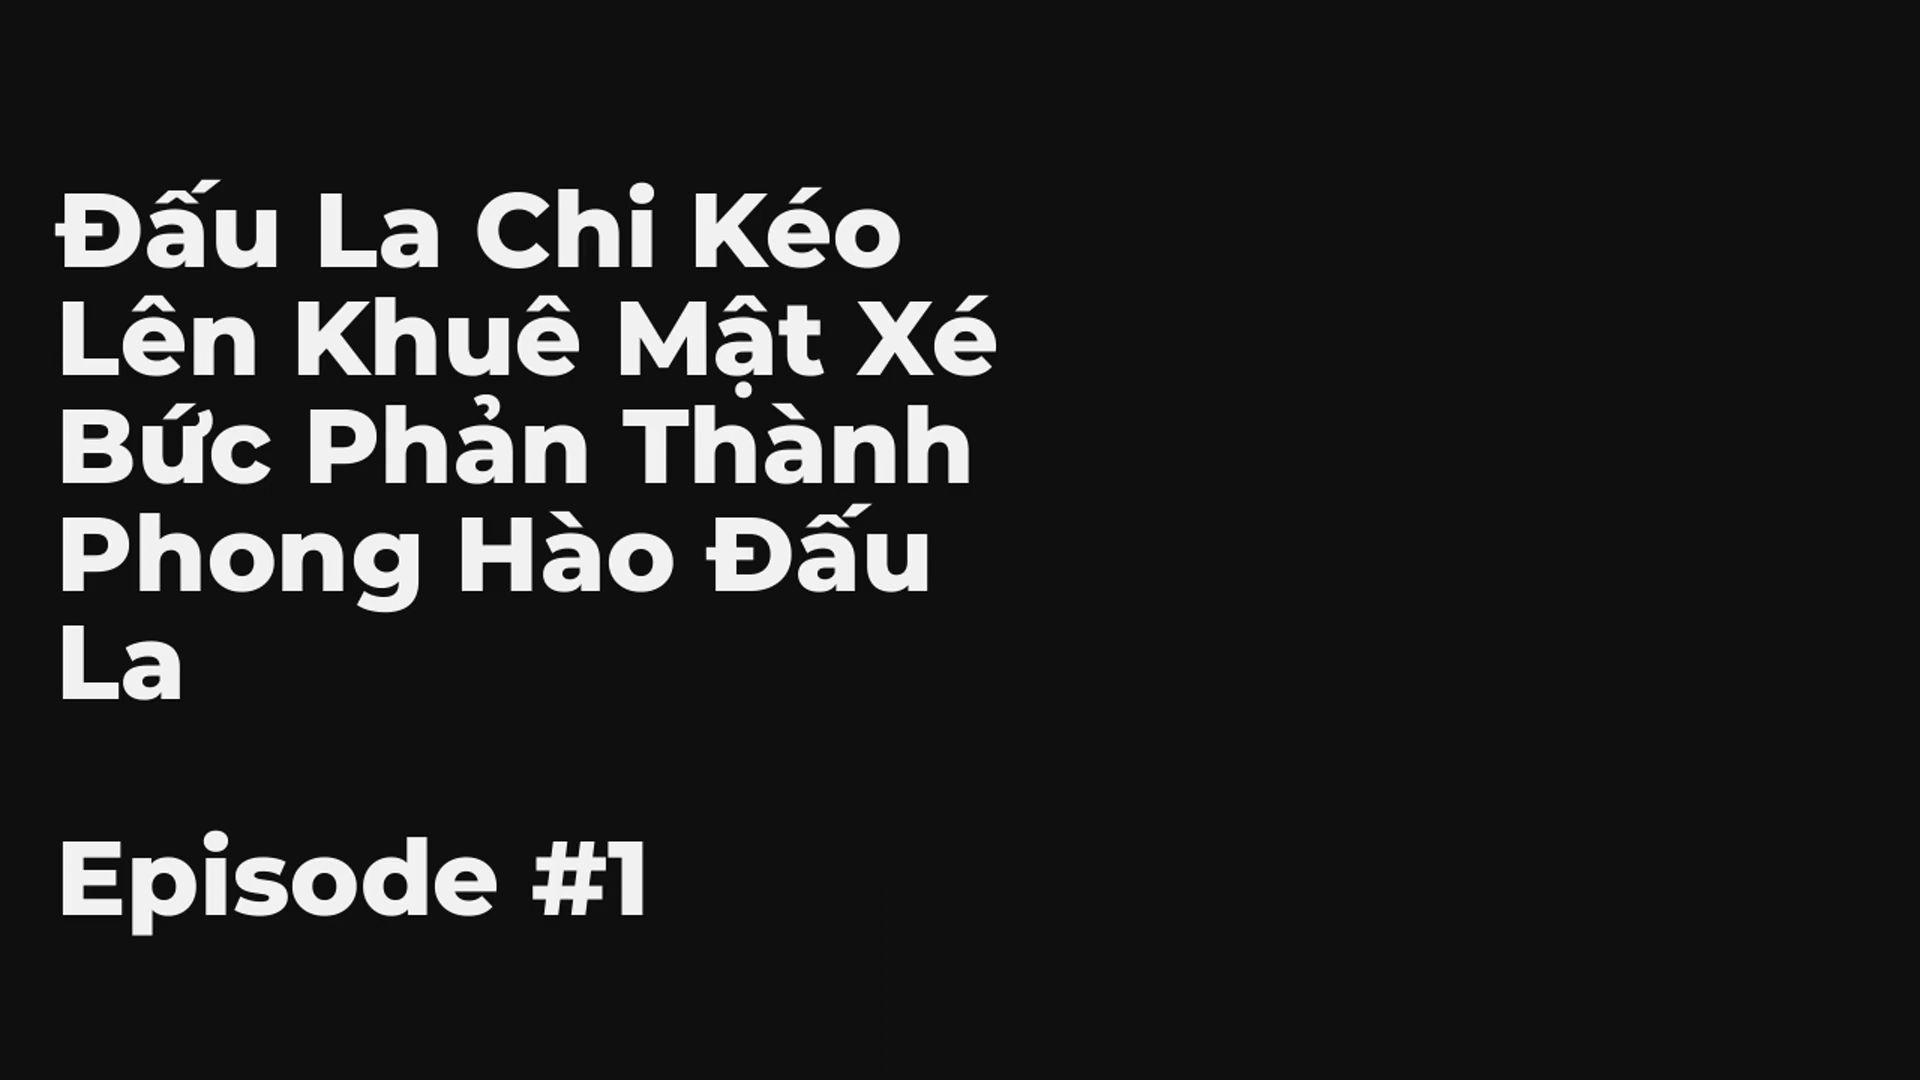 Đấu La Chi Kéo
Lên Khuê Mật Xé
Bức Phản Thành
Phong Hào Đấu
La
Episode #1